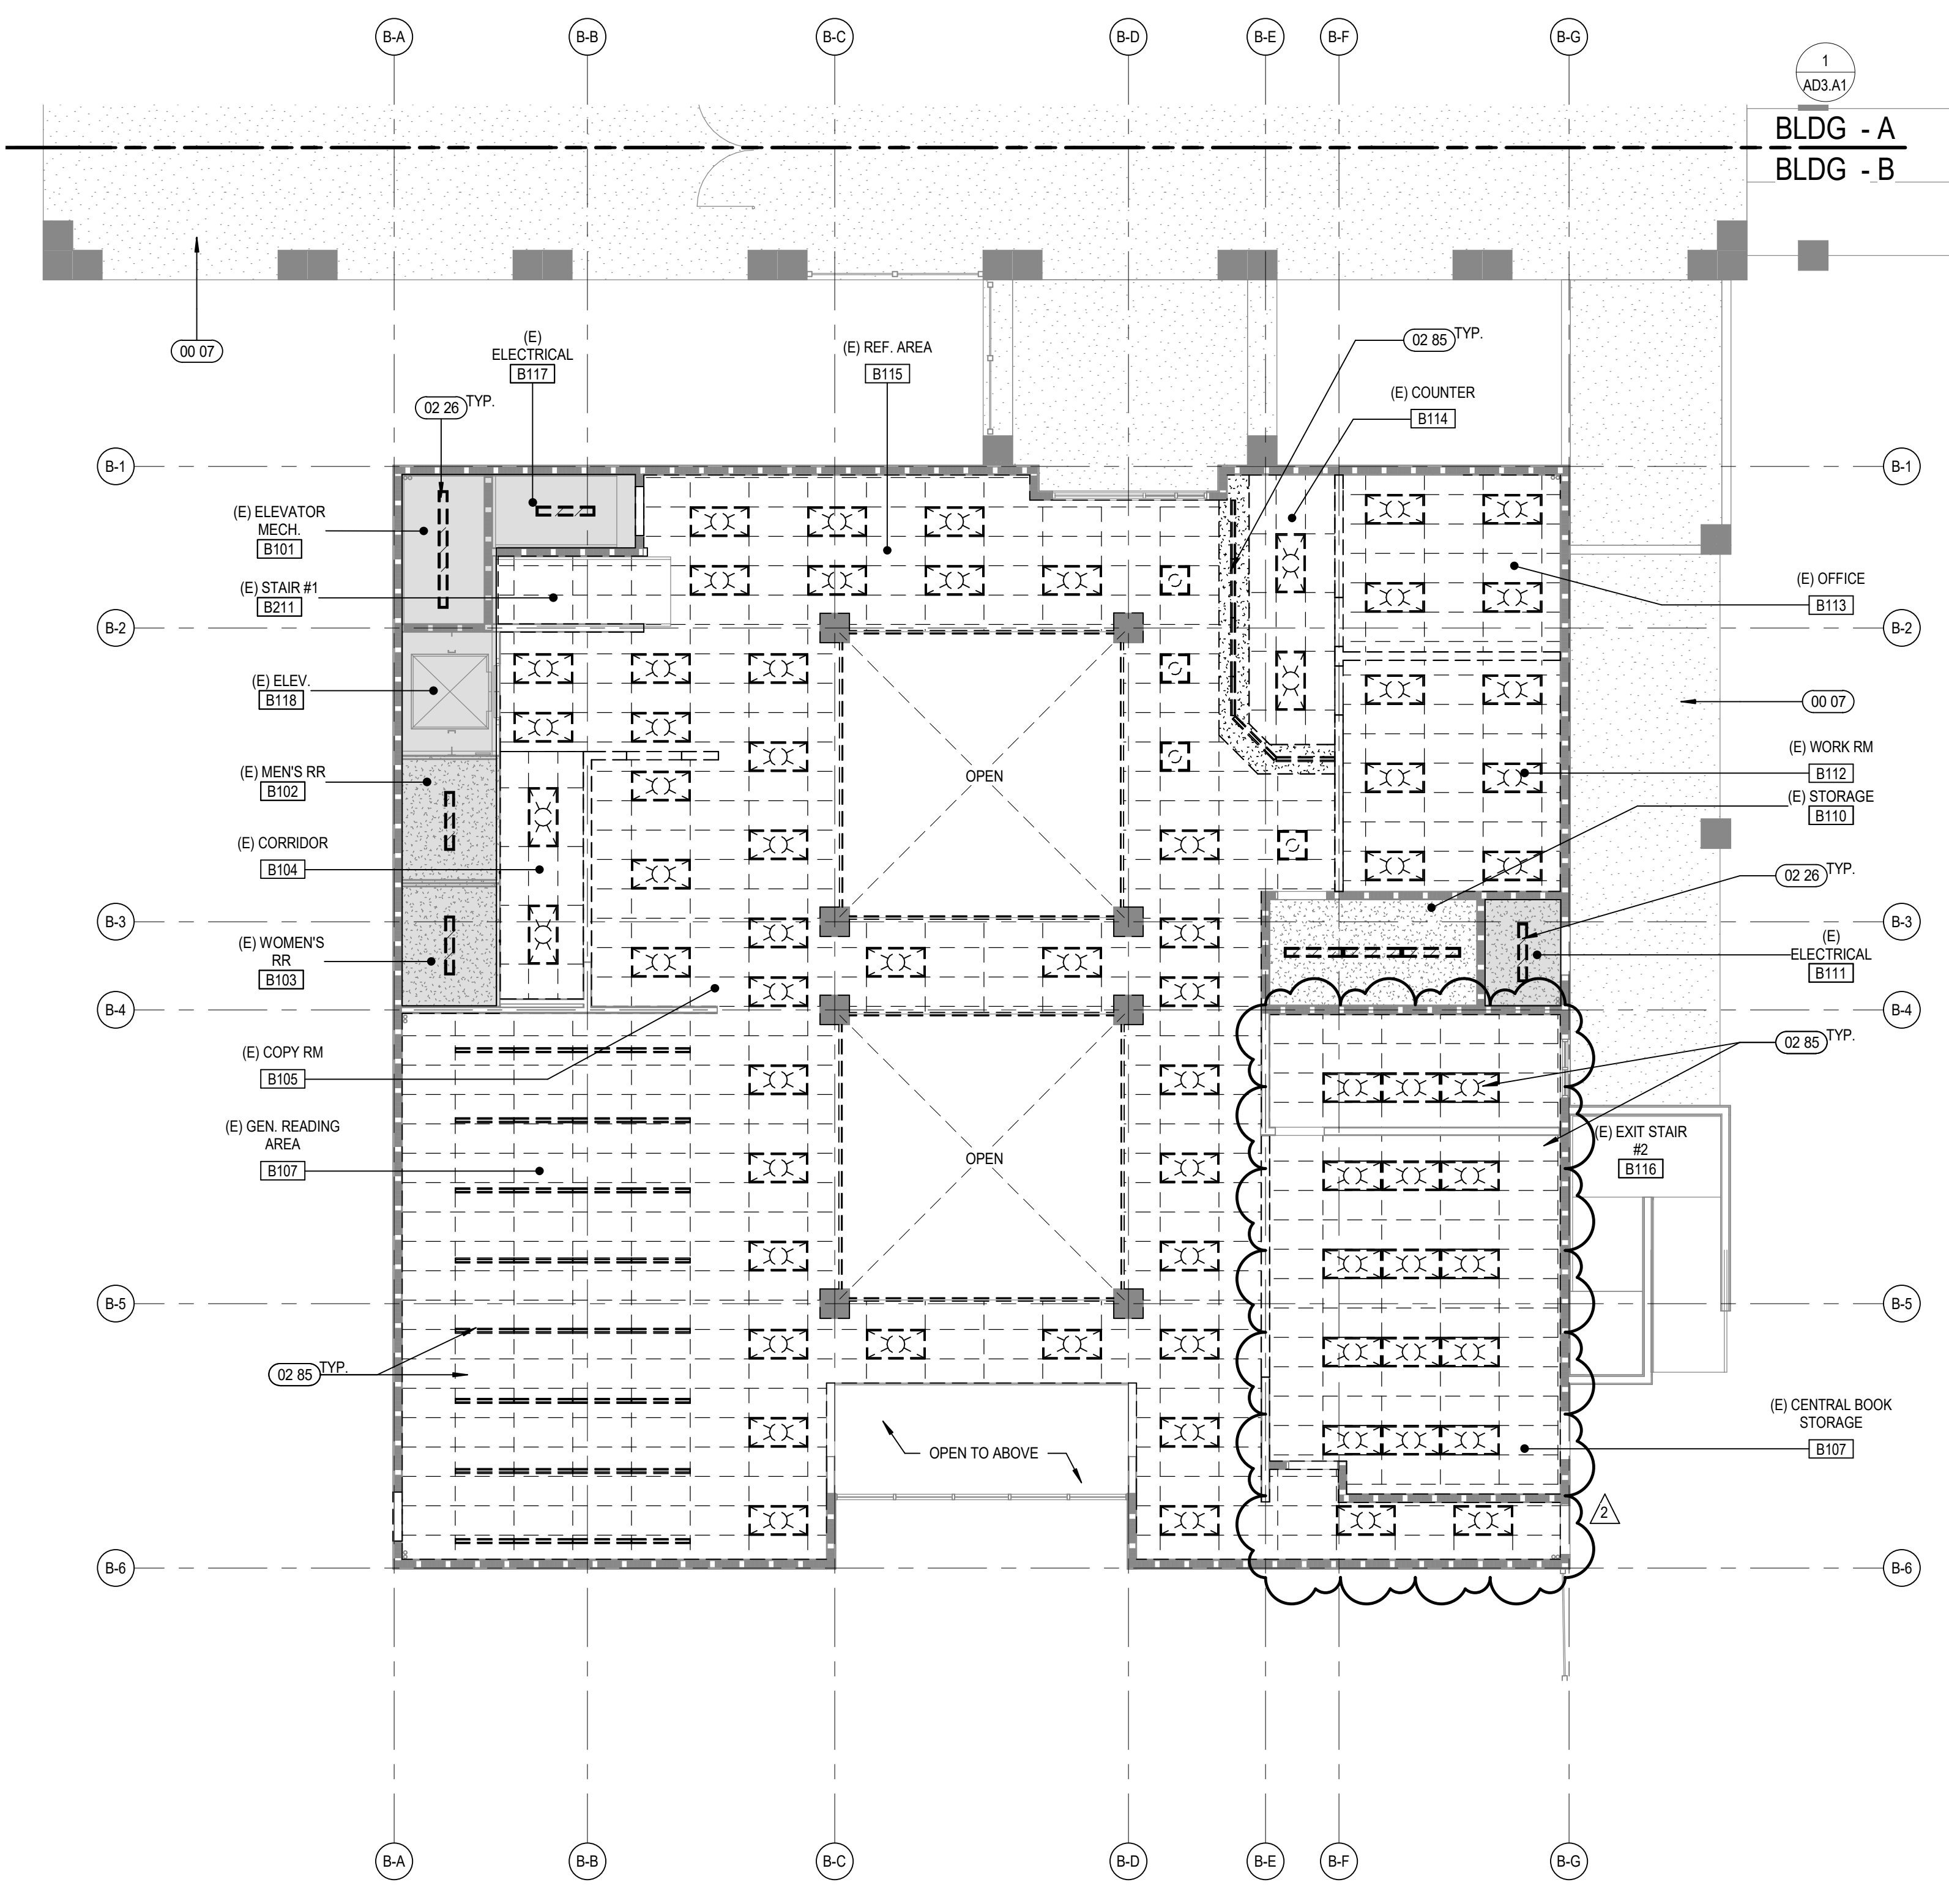 B-A
B-B
B-C
B-D
B-E
B-F
B-G
1
AD3.A1
BLDG - A
BLDG - B
00 07
(E)
ELECTRICAL
B117
(E) REF. AREA
B115
02 85 TYP.
(E) COUNTER
B114
02 26 TYP.
B-1
B-1
(E) ELEVATOR
MECH.
B101
(E) STAIR #1
B211
(E) OFFICE
B113
B-2
B-2
(E) ELEV.
B118
00 07
(E) WORK RM
B112
(E) STORAGE
B110
(E) MEN'S RR
B102
OPEN
(E) CORRIDOR
B104
02 26 TYP.
B-3
B-3
(E) WOMEN'S
RR
B103
(E)
ELECTRICAL
B111
B-4
B-4
(E) COPY RM
B105
02 85 TYP.
(E) GEN. READING
AREA
B107
OPEN
(E) EXIT STAIR
#2
B116
B-5
B-5
02 85 TYP.
(E) CENTRAL BOOK
STORAGE
B107
OPEN TO ABOVE
2
B-6
B-6
B-A
B-B
B-C
B-D
B-E
B-F
B-G